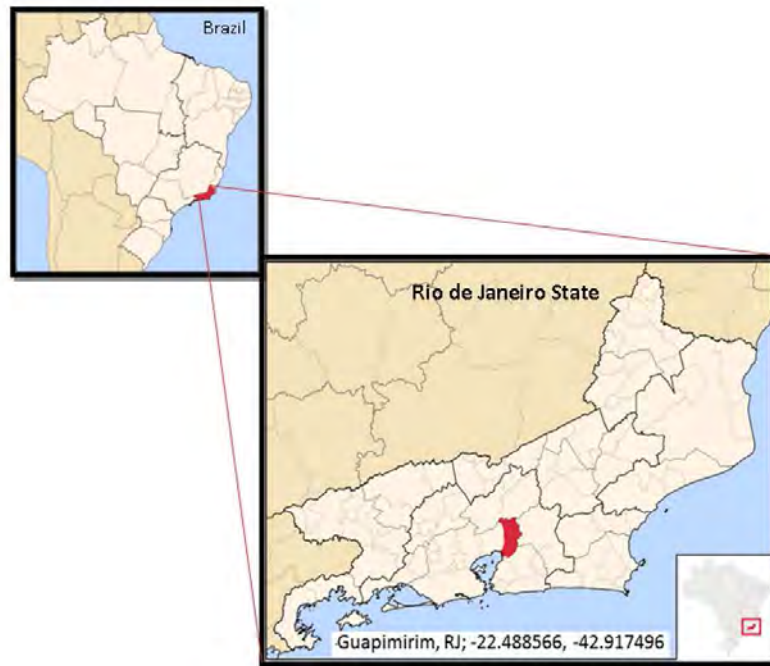 Brazil
Rio de Janeiro State
Guapimirim, RJ; -22.488566, -42.917496